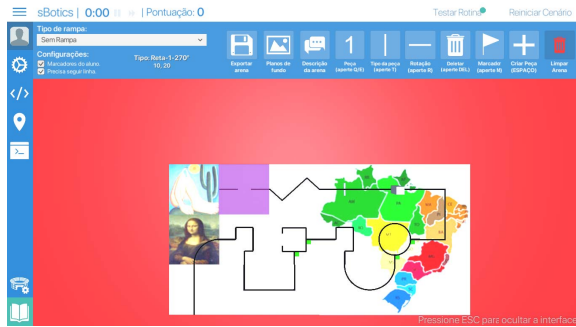 sBotics | 0:00 | Pontuação: 0
Testar Rotina
Reiniciar Cenário
Tipo de rampa:
Sem Rampa
Configurações:
Marcadores do aluno.
Precisa seguir linha.
Tipo: Reta-1-270°
10, 20
Exportar arena
Planos de fundo
Descrição da arena
1
Peça (aperte Q/E)
Tipo da peça (aperte T)
Rotação (aperte R)
Deletar (aperte DEL)
Marcador (aperte M)
Criar Peça (ESPAÇO)
Limpar Arena
Pressione ESC para ocultar a interface